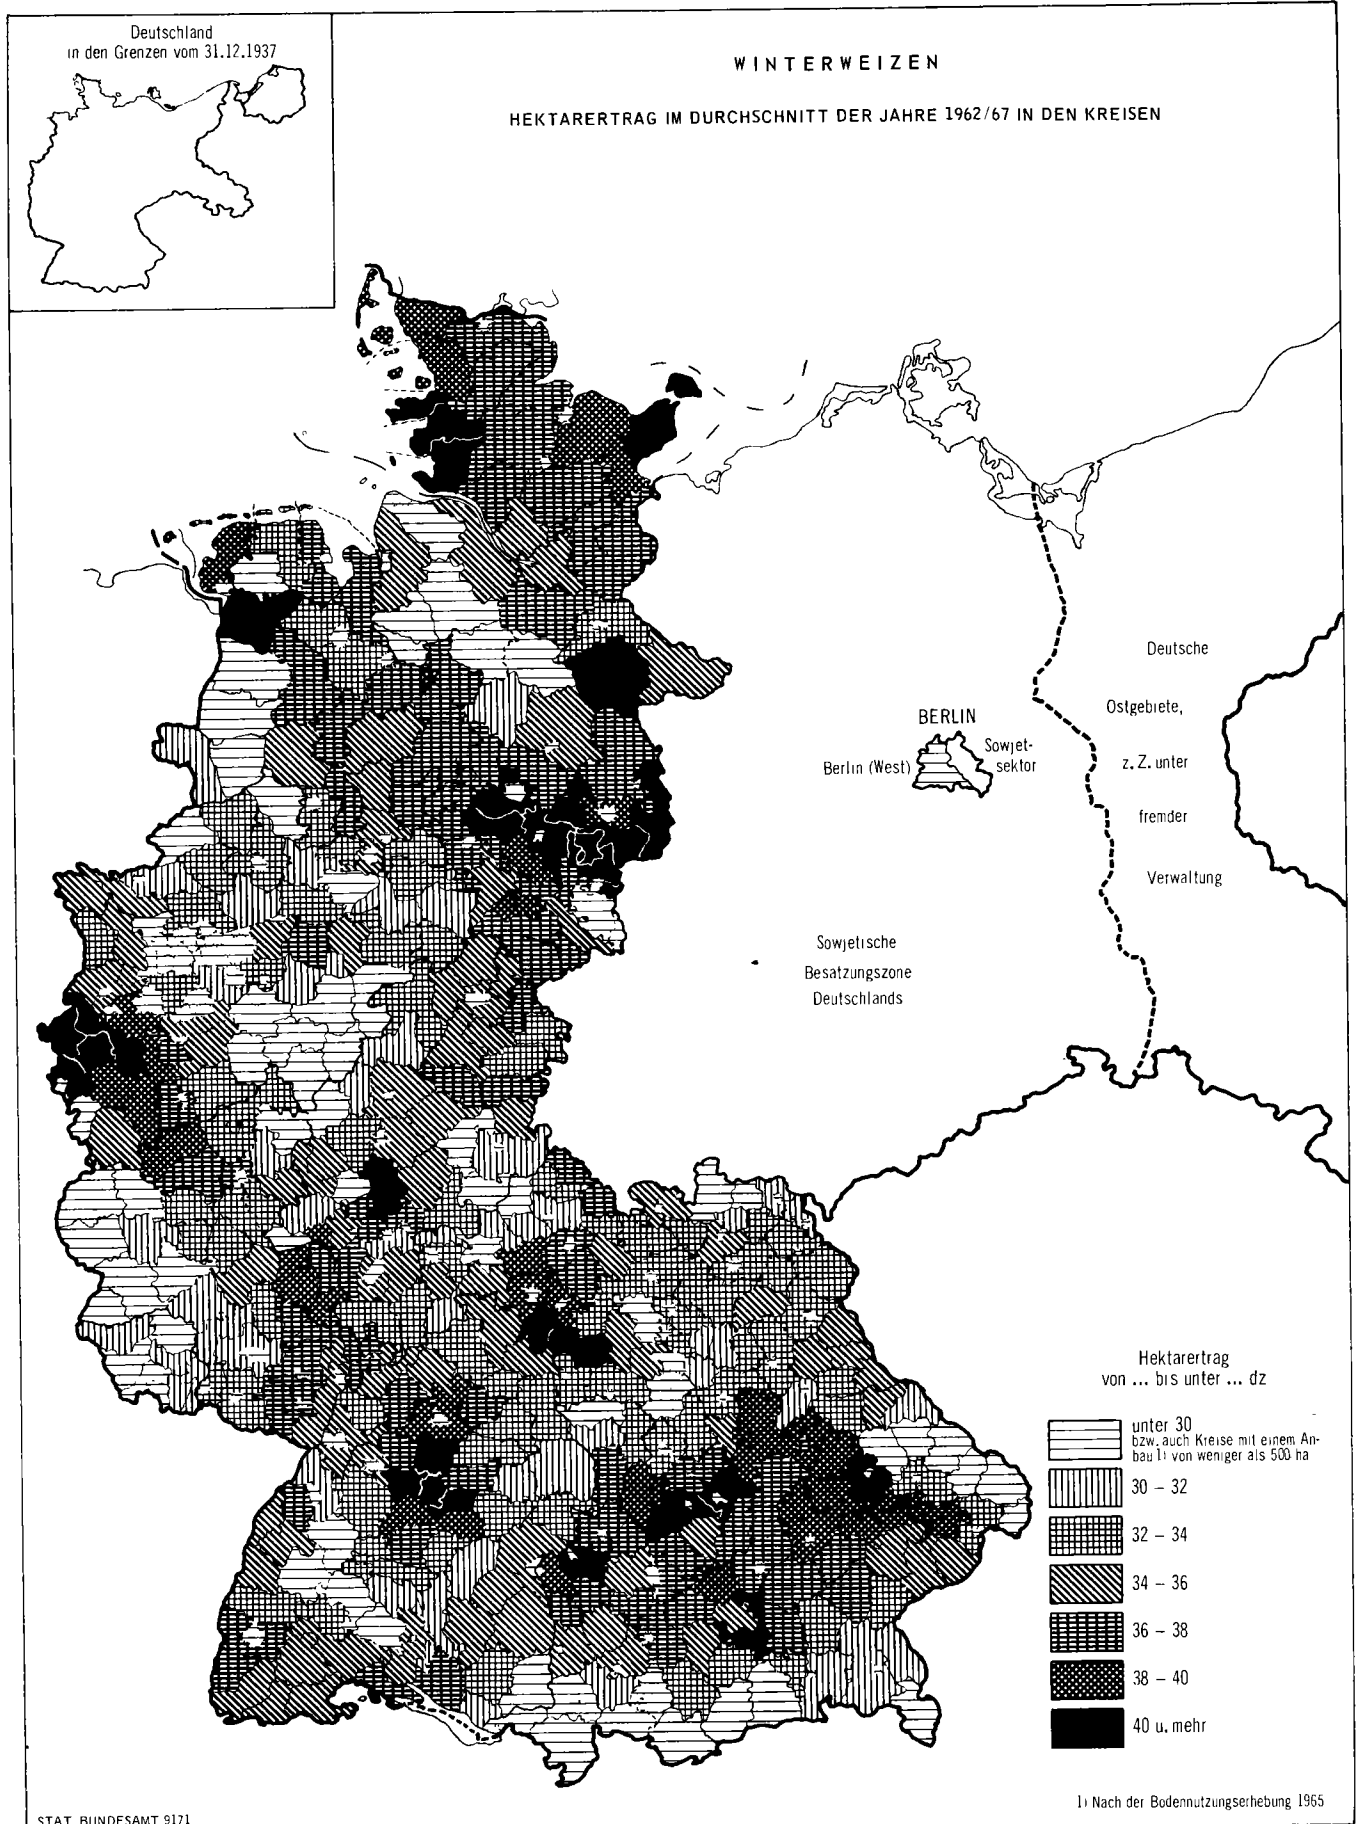 Deutschland
in den Grenzen vom 31.12.1937
WINTERWEIZEN
HEKTARERTRAG IM DURCHSCHNITT DER JAHRE 1962/67 IN DEN KREISEN
Deutsche
Ostgebiete,
z. Z. unter
fremder
Verwaltung
BERLIN
Berlin (West)
Sowjet-
sektor
Sowjetische
Besatzungszone
Deutschlands
Hektarertrag
von ... bis unter ... dz
unter 30
bzw. auch Kreise mit einem An-
bau 1) von weniger als 500 ha
30 – 32
32 – 34
34 – 36
36 – 38
38 – 40
40 u. mehr
1) Nach der Bodennutzungserhebung 1965
STAT. BUNDESAMT 9171